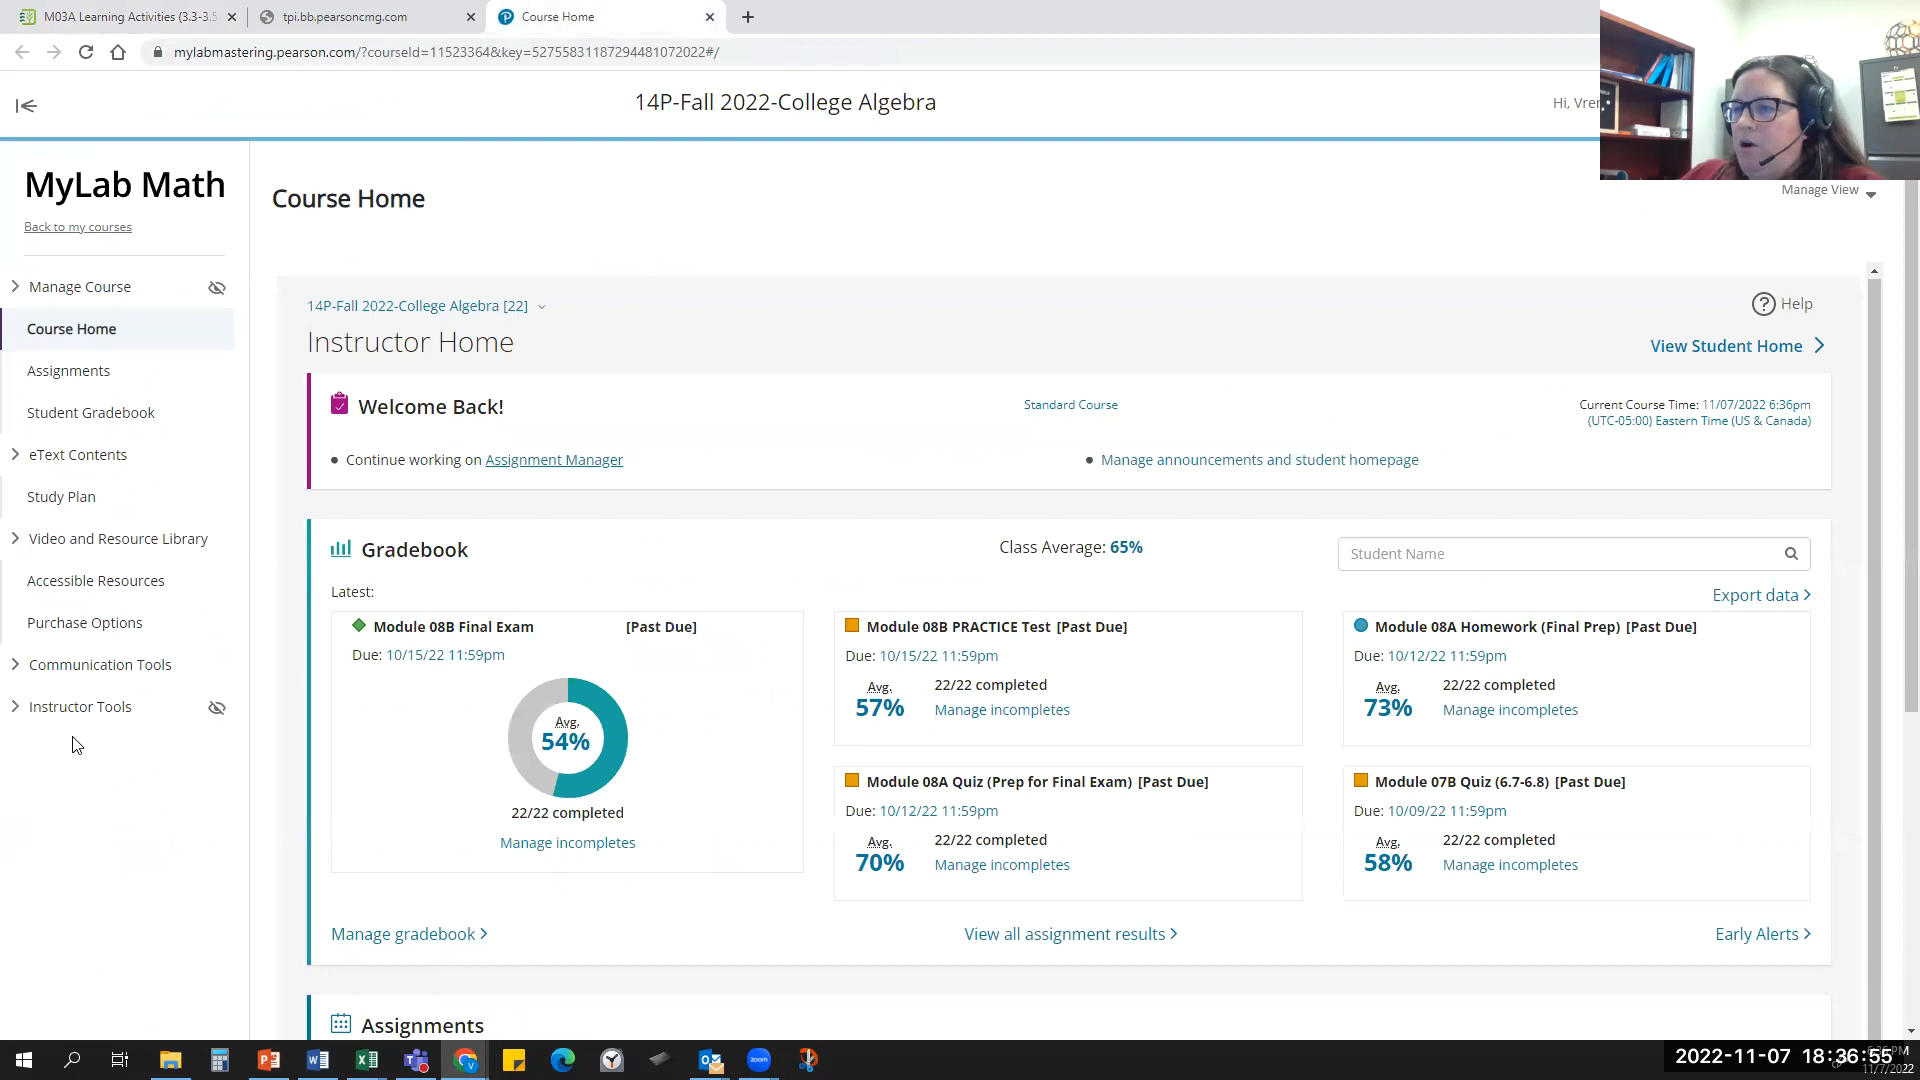 M03A Learning Activities (3.3-3.5
tpi.bb.pearsoncmg.com
Course Home
mylabmastering.pearson.com/?courseId=11523364&key=52755831187294481072022#/
14P-Fall 2022-College Algebra
Hi, Vren
MyLab Math
Back to my courses
Manage Course
Course Home
Assignments
Student Gradebook
eText Contents
Study Plan
Video and Resource Library
Accessible Resources
Purchase Options
Communication Tools
Instructor Tools
Course Home
Manage View
14P-Fall 2022-College Algebra [22]
Help
Instructor Home
View Student Home
Welcome Back!
Standard Course
Current Course Time: 11/07/2022 6:36pm
(UTC-05:00) Eastern Time (US & Canada)
Continue working on Assignment Manager
Manage announcements and student homepage
Gradebook
Class Average: 65%
Student Name
Latest:
Export data
Module 08B Final Exam [Past Due]
Due: 10/15/22 11:59pm
Avg.
54%
22/22 completed
Manage incompletes
Module 08B PRACTICE Test [Past Due]
Due: 10/15/22 11:59pm
Avg. 22/22 completed
57% Manage incompletes
Module 08A Homework (Final Prep) [Past Due]
Due: 10/12/22 11:59pm
Avg. 22/22 completed
73% Manage incompletes
Module 08A Quiz (Prep for Final Exam) [Past Due]
Due: 10/12/22 11:59pm
Avg. 22/22 completed
70% Manage incompletes
Module 07B Quiz (6.7-6.8) [Past Due]
Due: 10/09/22 11:59pm
Avg. 22/22 completed
58% Manage incompletes
Manage gradebook
View all assignment results
Early Alerts
Assignments
2022-11-07 18:36:55
11/7/2022